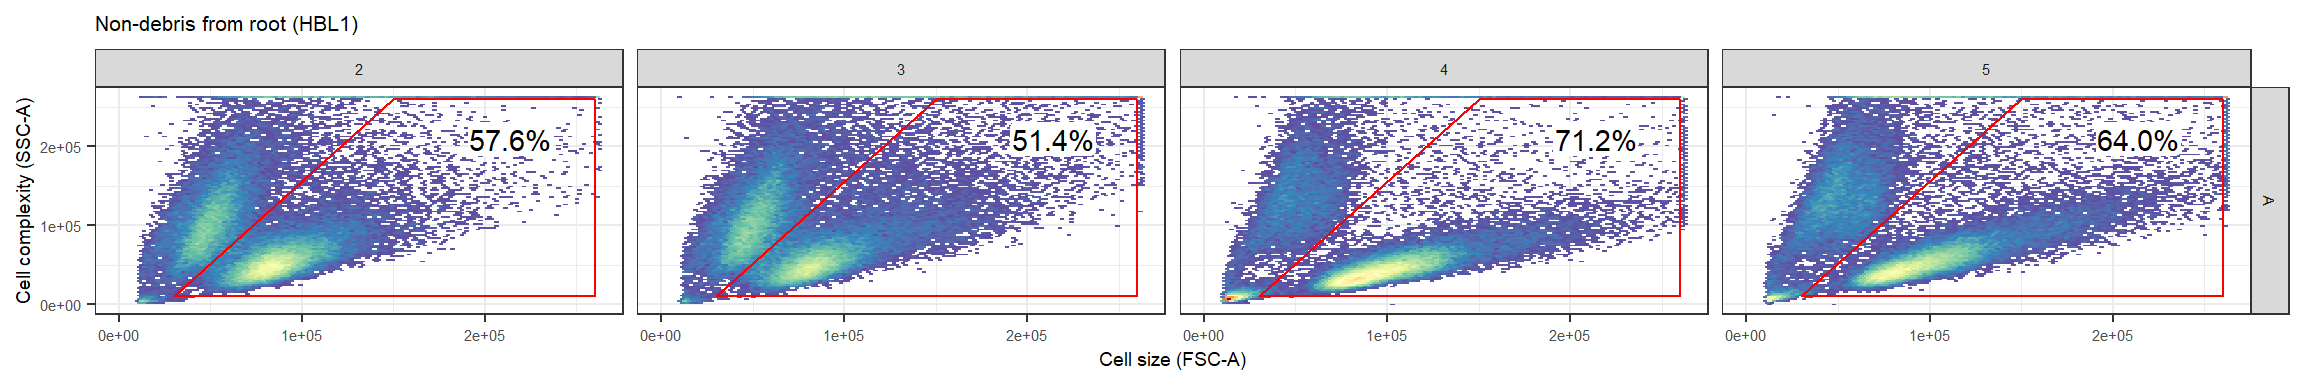 Non-debris from root (HBL1)
2
3
4
5
Cell complexity (SSC-A)
2e+05
1e+05
0e+00
57.6%
51.4%
71.2%
64.0%
A
0e+00
1e+05
2e+05
0e+00
1e+05
2e+05
0e+00
1e+05
2e+05
0e+00
1e+05
2e+05
Cell size (FSC-A)